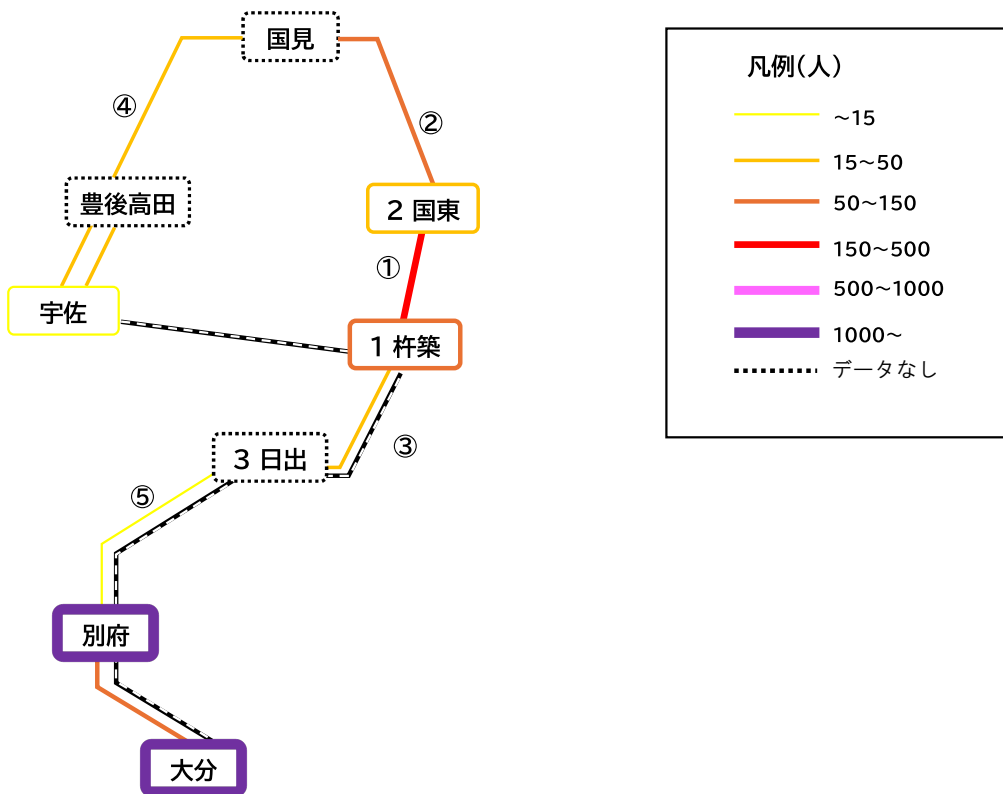 国見
④
②
豊後高田
2 国東
①
宇佐
1 杵築
③
3 日出
⑤
別府
大分
凡例(人)
～15
15～50
50～150
150～500
500～1000
1000～
データなし